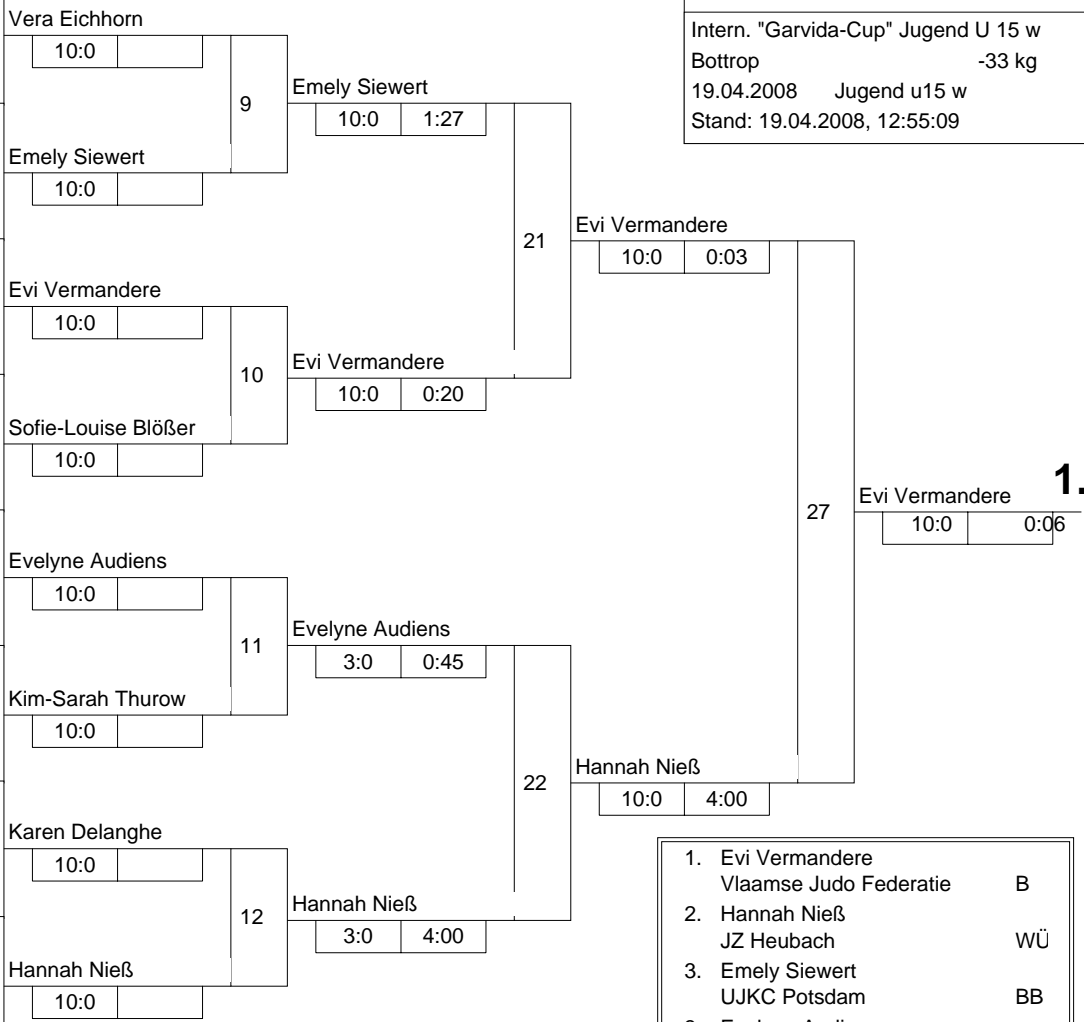 Vera Eichhorn
10:0
9
Emely Siewert
10:0 1:27
Emely Siewert
10:0
21
Evi Vermandere
10:0 0:03
Evi Vermandere
10:0
10
Evi Vermandere
10:0 0:20
Sofie-Louise Blößer
10:0
27
Evi Vermandere 1.
10:0 0:06
Evelyne Audiens
10:0
11
Evelyne Audiens
3:0 0:45
Kim-Sarah Thurow
10:0
22
Hannah Nieß
10:0 4:00
Karen Delanghe
10:0
12
Hannah Nieß
3:0 4:00
Hannah Nieß
10:0
Intern. "Garvida-Cup" Jugend U 15 w
Bottrop -33 kg
19.04.2008 Jugend u15 w
Stand: 19.04.2008, 12:55:09
1. Evi Vermandere
Vlaamse Judo Federatie B
2. Hannah Nieß
JZ Heubach WÜ
3. Emely Siewert
UJKC Potsdam BB